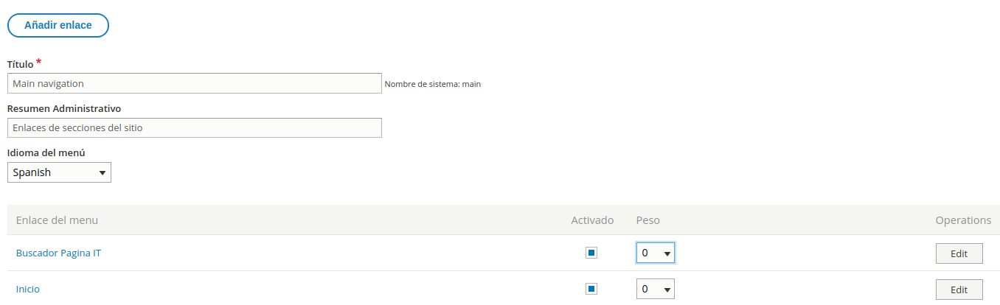 Añadir enlace
Título *
Main navigation Nombre de sistema: main
Resumen Administrativo
Enlaces de secciones del sitio
Idioma del menú
Spanish
Enlace del menu Activado Peso Operations
Buscador Pagina IT 0 Edit
Inicio 0 Edit